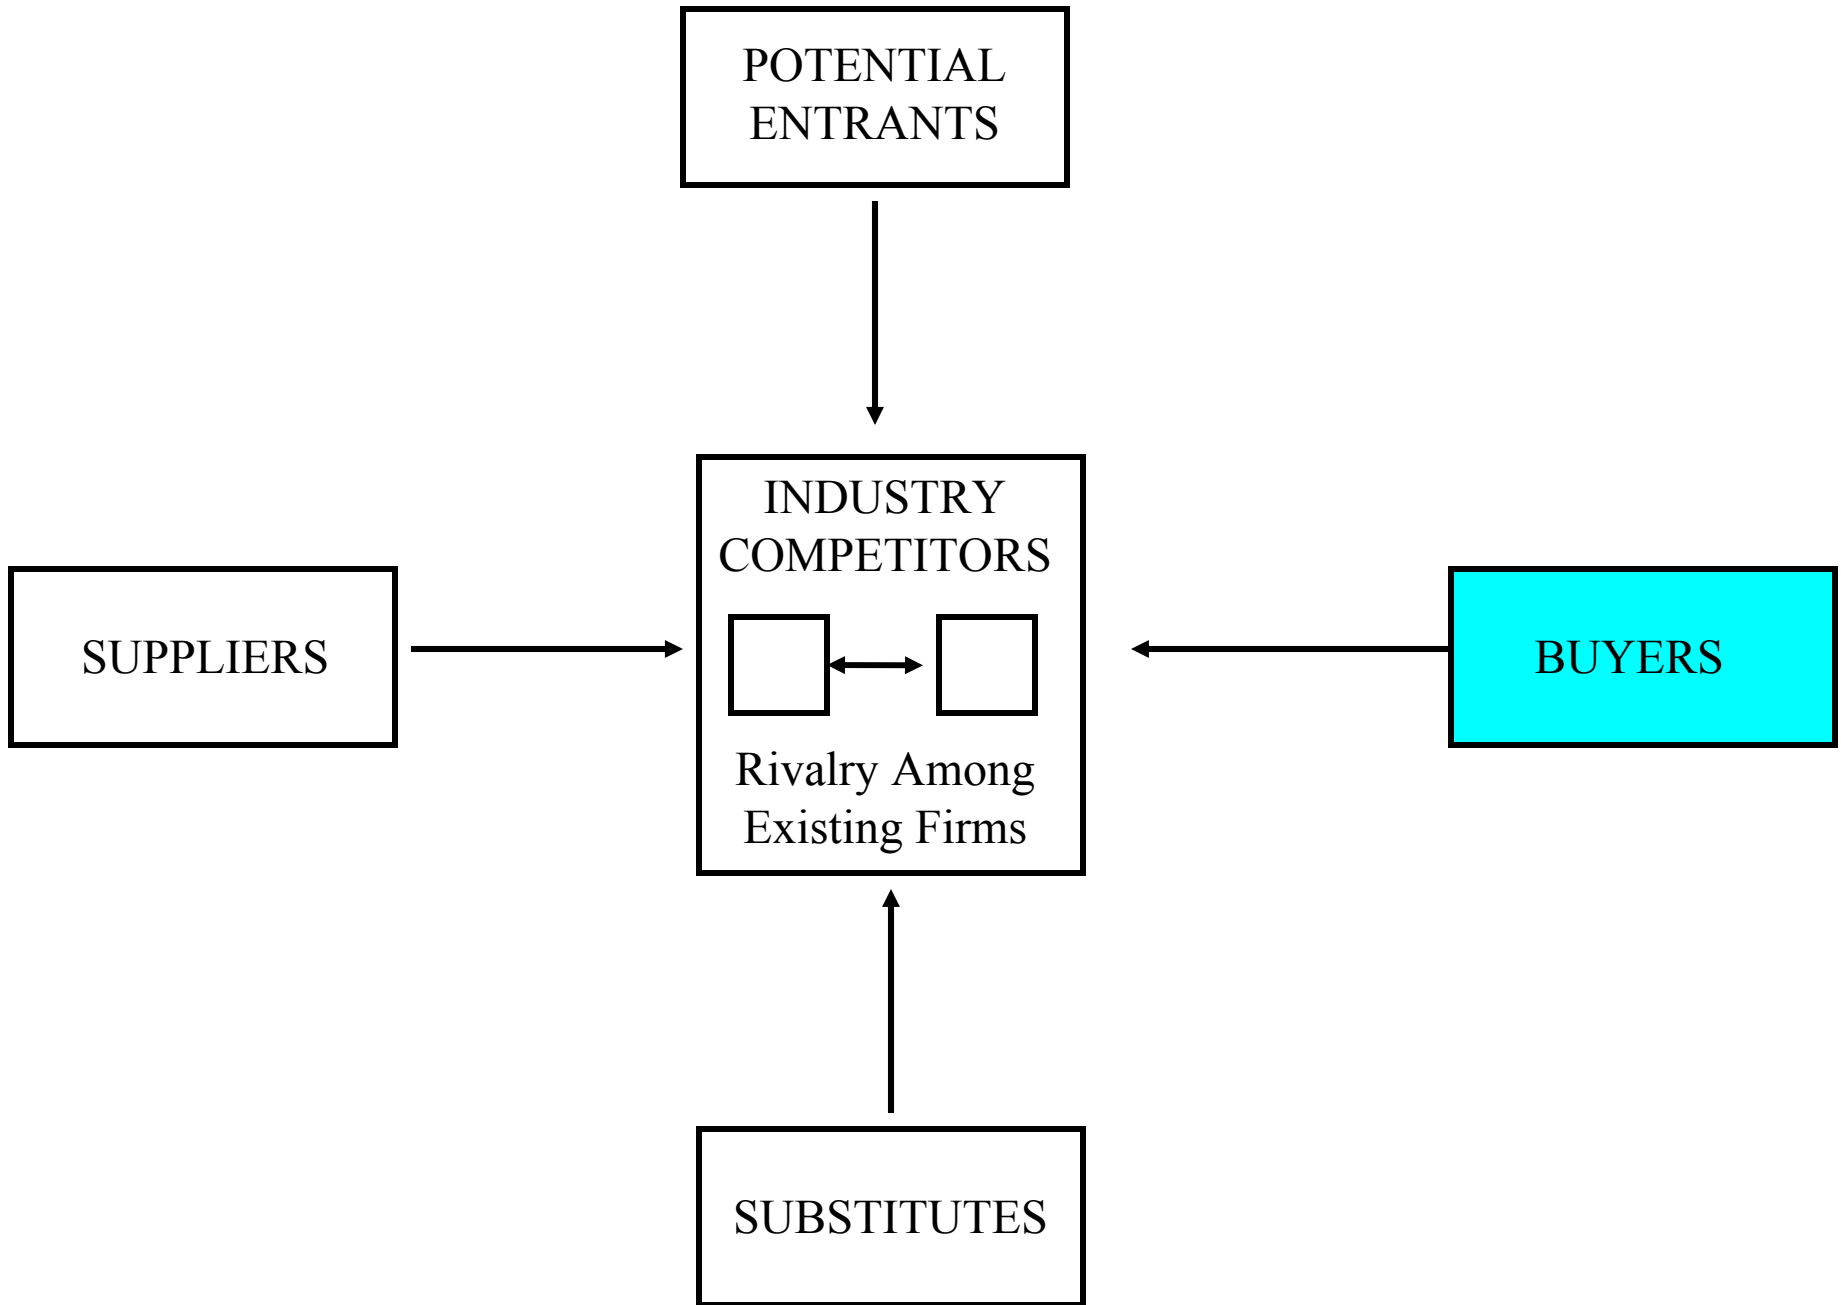 POTENTIAL
ENTRANTS
INDUSTRY
COMPETITORS
SUPPLIERS
BUYERS
Rivalry Among
Existing Firms
SUBSTITUTES